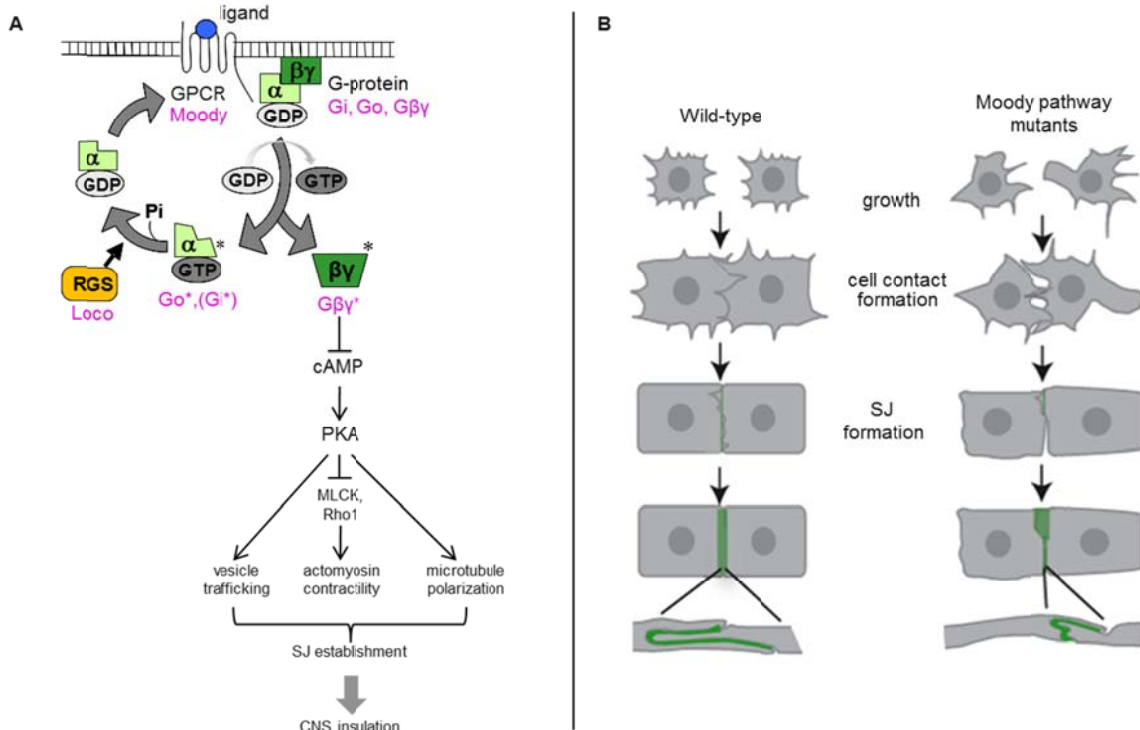 A
ligand
βγ
α
GDP
G-protein
Gi, Go, Gβγ
GPCR
Moody
α
GDP
GDP
GTP
Pi
α
*
GTP
RGS
Loco
Go*,(Gi*)
*
βγ
Gβγ*
cAMP
PKA
MLCK,
Rho1
vesicle
trafficking
actomyosin
contractility
microtubule
polarization
SJ establishment
CNS insulation
B
Wild-type
Moody pathway
mutants
growth
cell contact
formation
SJ
formation